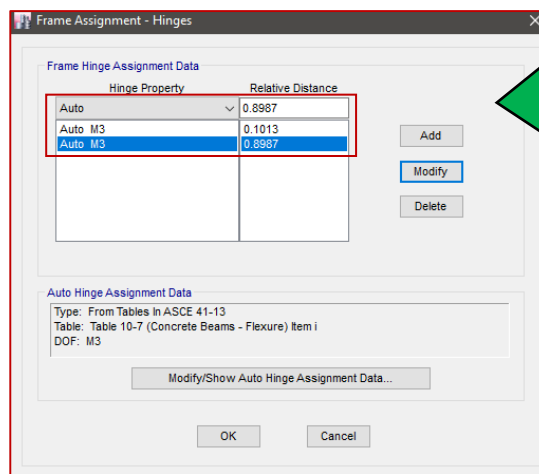 Frame Assignment - Hinges
Frame Hinge Assignment Data
Hinge Property Relative Distance
Auto 0.8987
Auto M3 0.1013
Auto M3 0.8987
Add
Modify
Delete
Auto Hinge Assignment Data
Type: From Tables In ASCE 41-13
Table: Table 10-7 (Concrete Beams - Flexure) Item i
DOF: M3
Modify/Show Auto Hinge Assignment Data...
OK Cancel